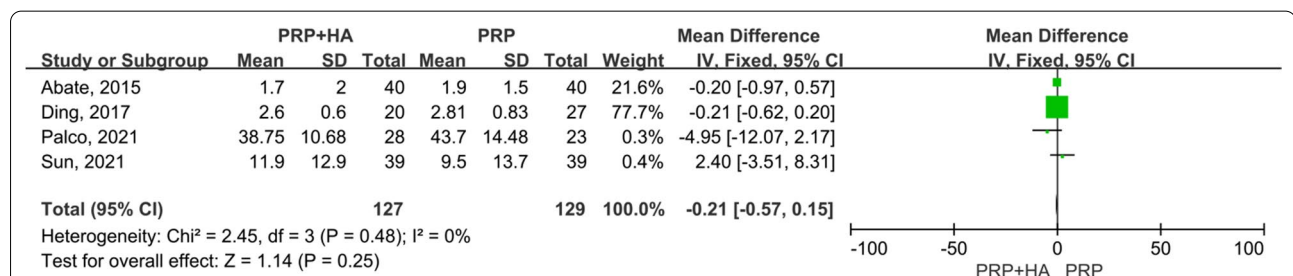 PRP+HA PRP Mean Difference Mean Difference
Study or Subgroup Mean SD Total Mean SD Total Weight IV, Fixed, 95% CI IV, Fixed, 95% CI
Abate, 2015 1.7 2 40 1.9 1.5 40 21.6% -0.20 [-0.97, 0.57]
Ding, 2017 2.6 0.6 20 2.81 0.83 27 77.7% -0.21 [-0.62, 0.20]
Palco, 2021 38.75 10.68 28 43.7 14.48 23 0.3% -4.95 [-12.07, 2.17]
Sun, 2021 11.9 12.9 39 9.5 13.7 39 0.4% 2.40 [-3.51, 8.31]
Total (95% CI) 127 129 100.0% -0.21 [-0.57, 0.15]
Heterogeneity: Chi² = 2.45, df = 3 (P = 0.48); I² = 0%
Test for overall effect: Z = 1.14 (P = 0.25)
-100 -50 0 50 100
PRP+HA PRP